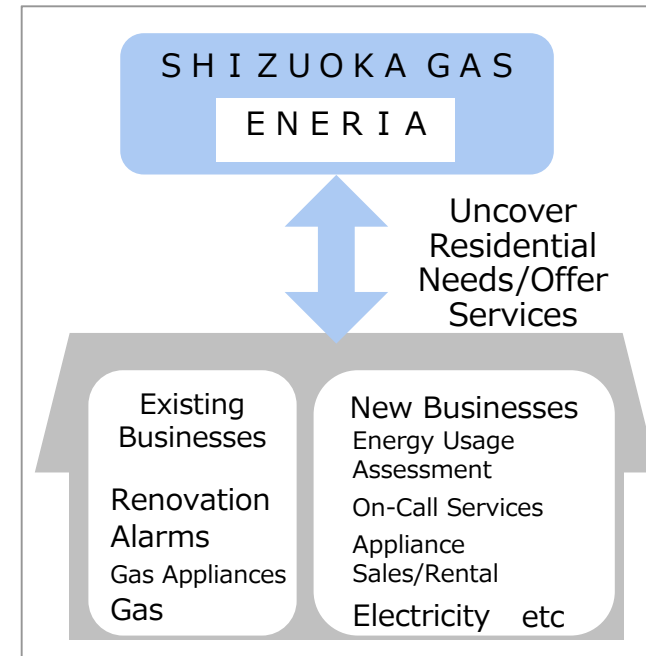 SHIZUOKA GAS
ENERIA
Uncover
Residential
Needs/Offer
Services
Existing
Businesses
Renovation
Alarms
Gas Appliances
Gas
New Businesses
Energy Usage
Assessment
On-Call Services
Appliance
Sales/Rental
Electricity etc